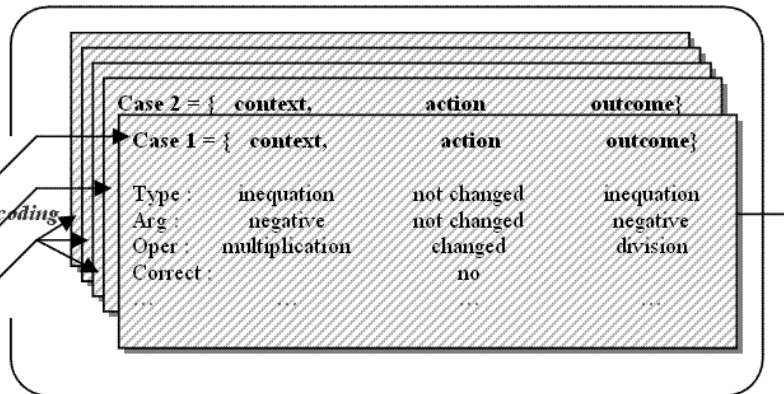 Case 2 = { context, action outcome}
Case 1 = { context, action outcome}
Type : inequation not changed inequation
coding
Arg : negative not changed negative
Oper : multiplication changed division
Correct : no
... ... ... ...